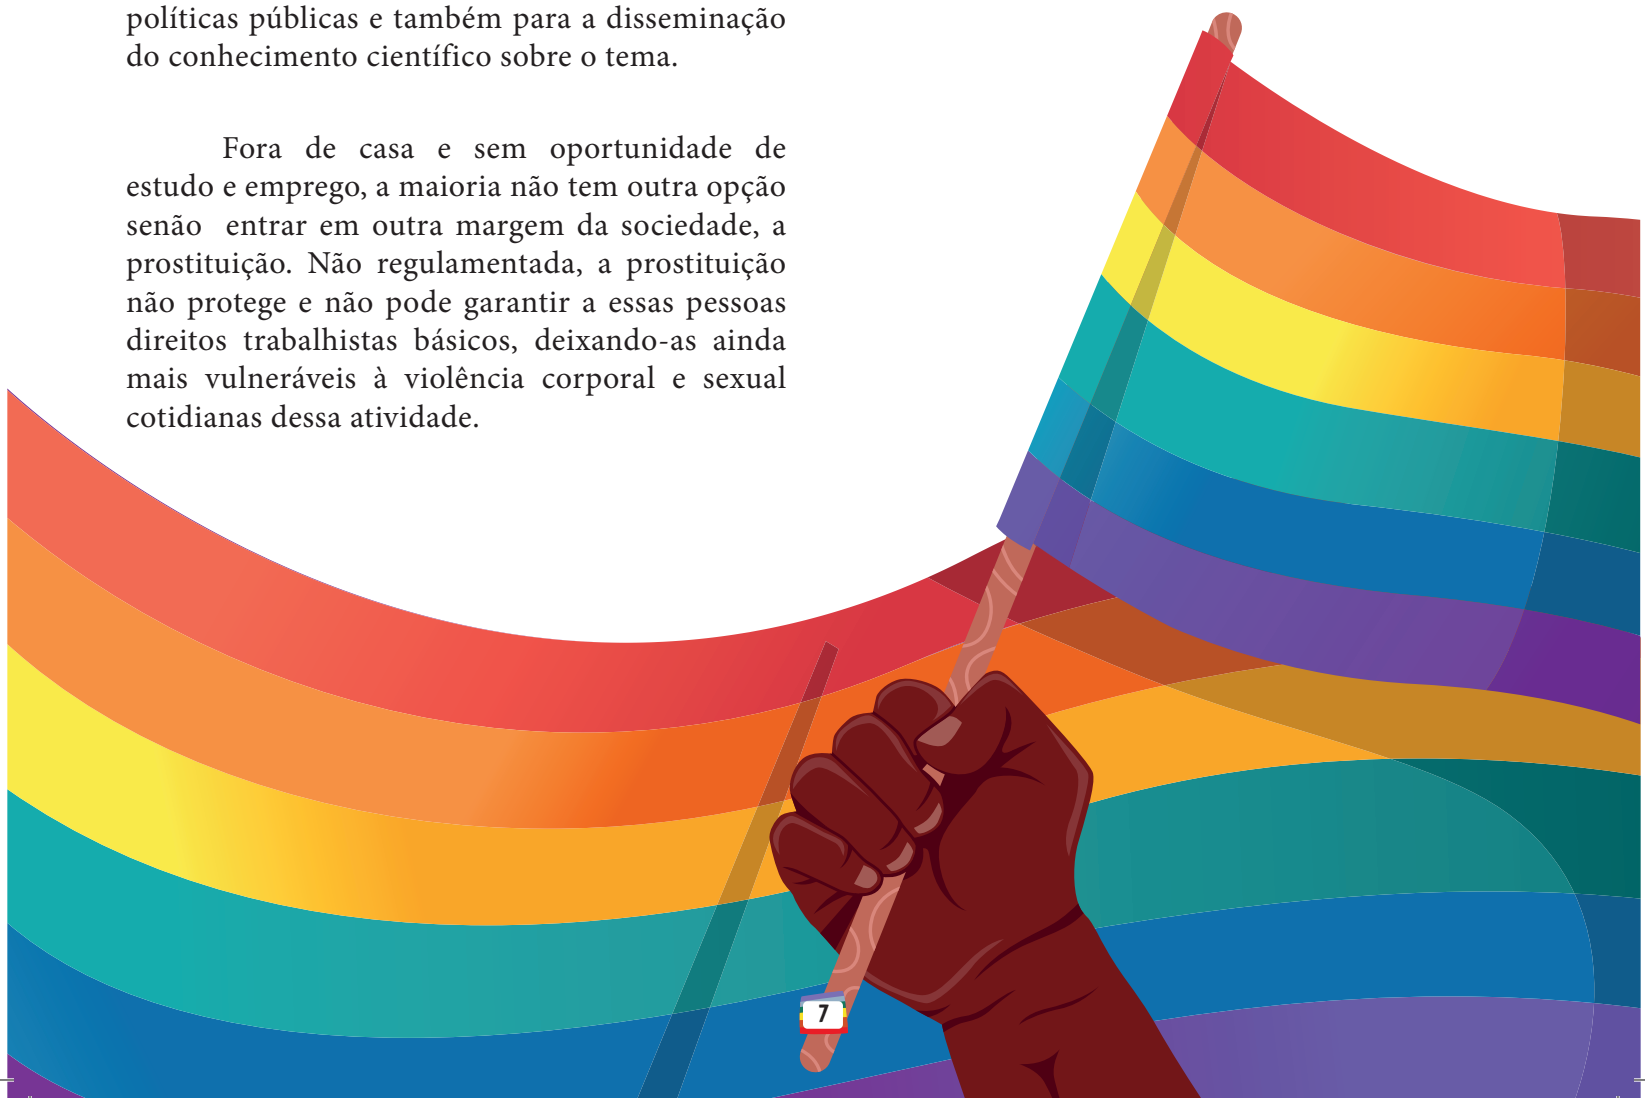 políticas públicas e também para a disseminação
do conhecimento científico sobre o tema.
Fora de casa e sem oportunidade de
estudo e emprego, a maioria não tem outra opção
senão entrar em outra margem da sociedade, a
prostituição. Não regulamentada, a prostituição
não protege e não pode garantir a essas pessoas
direitos trabalhistas básicos, deixando-as ainda
mais vulneráveis à violência corporal e sexual
cotidianas dessa atividade.
7